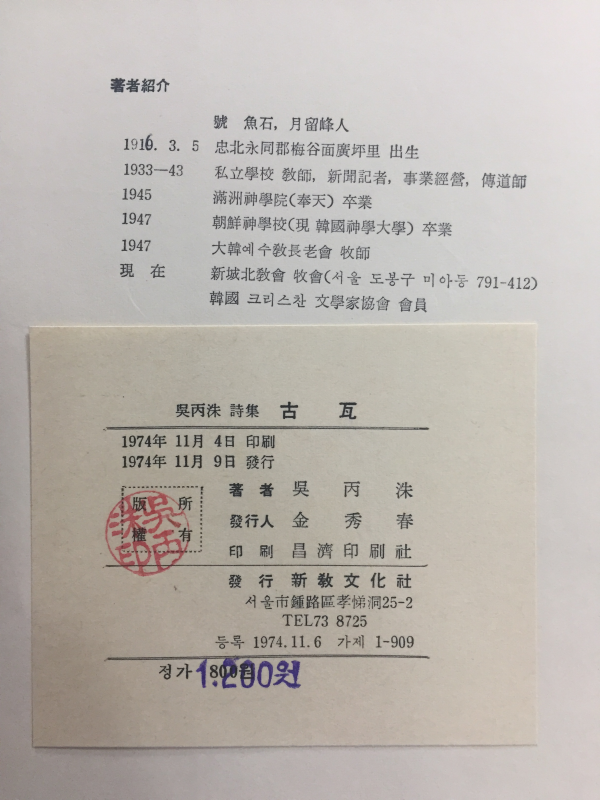 著者紹介
號 魚石, 月留峰人
1916. 3. 5 忠北永同郡梅谷面廣坪里 出生
1933—43 私立學校 敎師, 新聞記者, 事業經營, 傳道師
1945 滿洲神學院(奉天) 卒業
1947 朝鮮神學校(現 韓國神學大學) 卒業
1947 大韓예수敎長老會 牧師
現在 新城北敎會 牧會(서울 도봉구 미아동 791-412)
韓國 크리스찬 文學家協會 會員
吳丙洙 詩集 古瓦
1974年 11月 4日 印刷
1974年 11月 9日 發行
版權所有
吳丙洙印
著者 吳丙洙
發行人 金秀春
印刷 昌濟印刷社
發行 新敎文化社
서울市鍾路區孝悌洞25-2
TEL73 8725
등록 1974.11.6 가제 1-909
정가 800원
1.200원